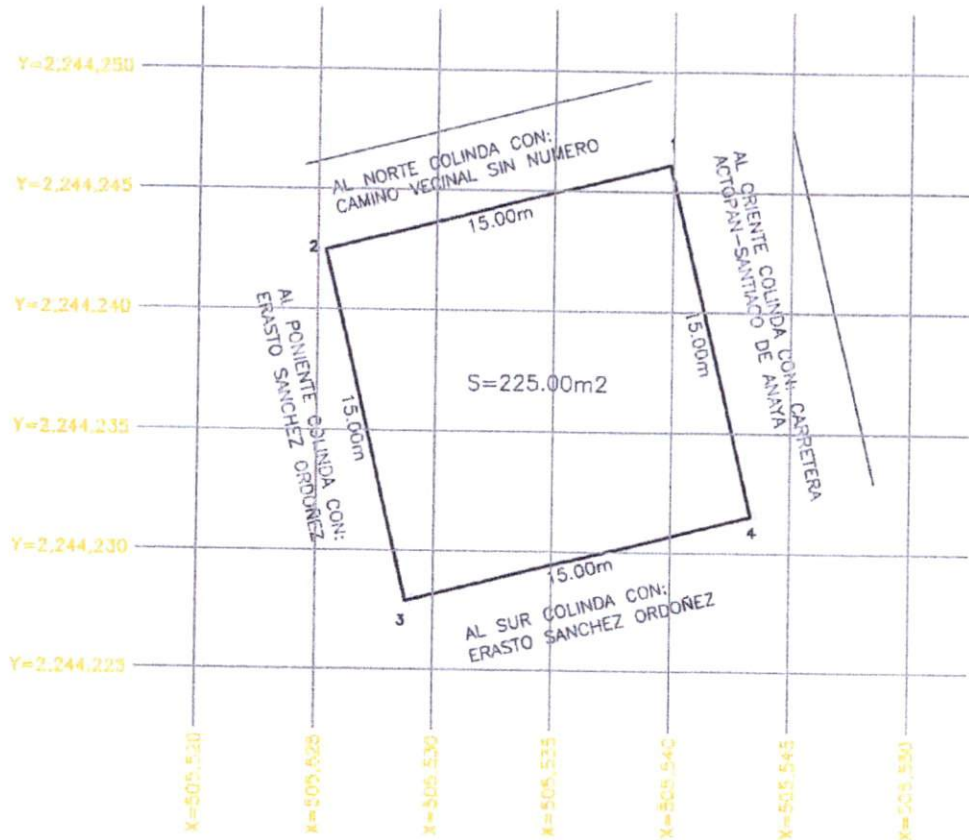 Y=2,244,250
AL NORTE COLINDA CON:
CAMINO VECINAL SIN NUMERO
1
Y=2,244,245
15.00m
2
AL ORIENTE COLINDA CON: CARRETERA
ACTOPAN-SANTIAGO DE ANAYA
15.00m
Y=2,244,240
AL PONIENTE COLINDA CON:
ERASTO SANCHEZ ORDOÑEZ
15.00m
S=225.00m2
Y=2,244,235
Y=2,244,230
4
15.00m
3
AL SUR COLINDA CON:
ERASTO SANCHEZ ORDOÑEZ
Y=2,244,225
X=505,520
X=505,525
X=505,530
X=505,535
X=505,540
X=505,545
X=505,550